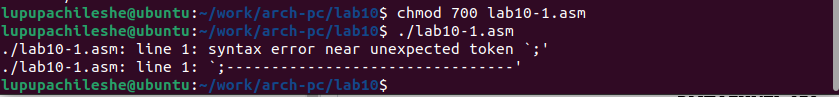 lupupachileshe@ubuntu:~/work/arch-pc/lab10$ chmod 700 lab10-1.asm
lupupachileshe@ubuntu:~/work/arch-pc/lab10$ ./lab10-1.asm
./lab10-1.asm: line 1: syntax error near unexpected token `;'
./lab10-1.asm: line 1: `;--------------------------------'
lupupachileshe@ubuntu:~/work/arch-pc/lab10$